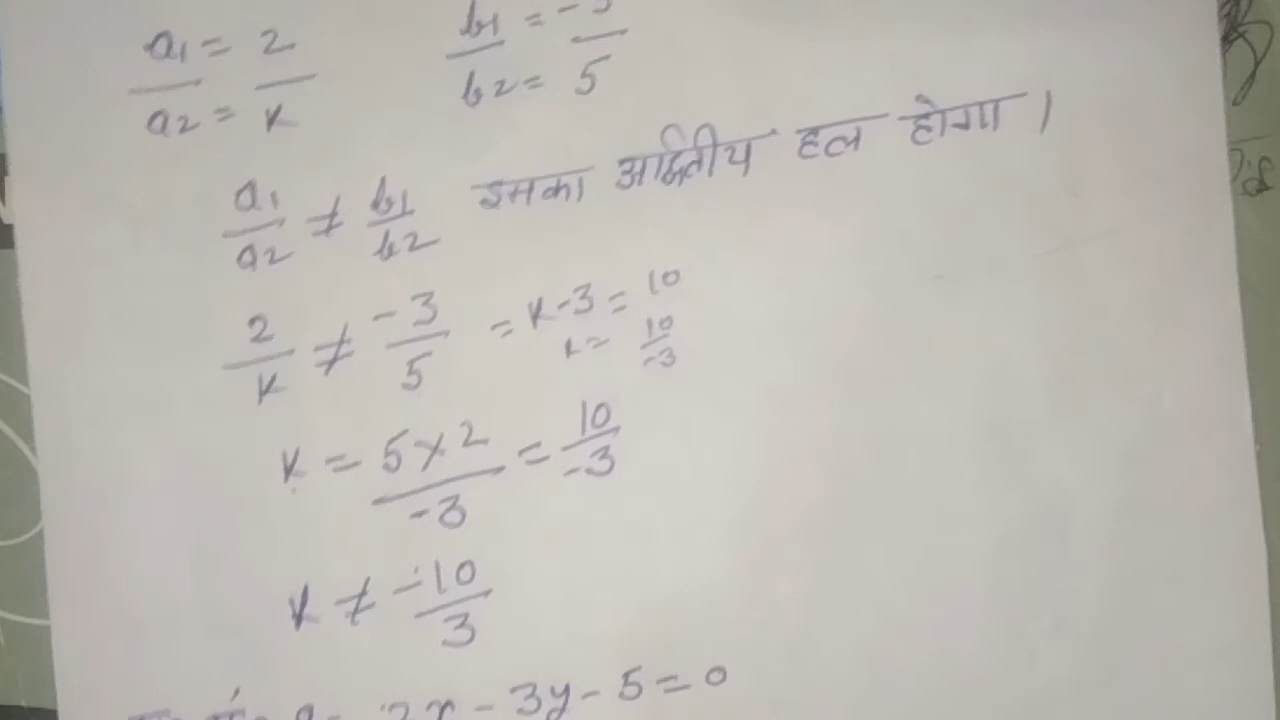 a1 = 2 b1 = -3
a2 = k b2 = 5
a1/a2 ≠ b1/b2 इसका अद्वितीय हल होगा।
2/k ≠ -3/5 = k-3 = 10
k = 10/-3
k = 5×2/-3 = 10/-3
k ≠ -10/3
2x - 3y - 5 = 0